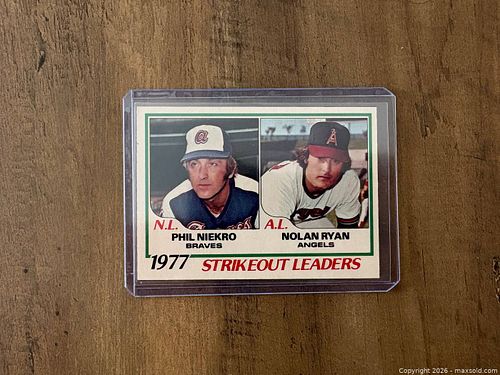 N.L.
PHIL NIEKRO
BRAVES
A.L.
NOLAN RYAN
ANGELS
1977 STRIKEOUT LEADERS
Copyright 2026 - maxsold.com